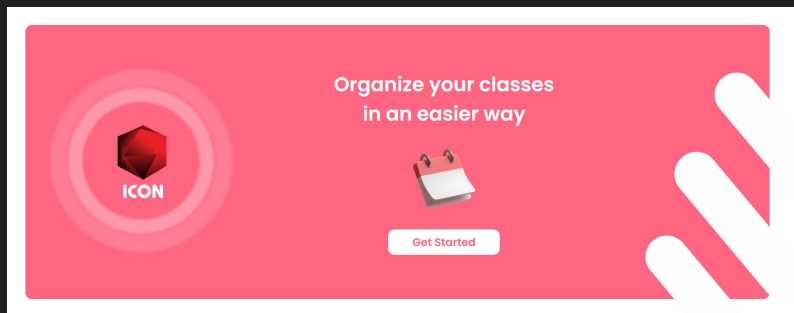 Organize your classes
in an easier way
ICON
Get Started